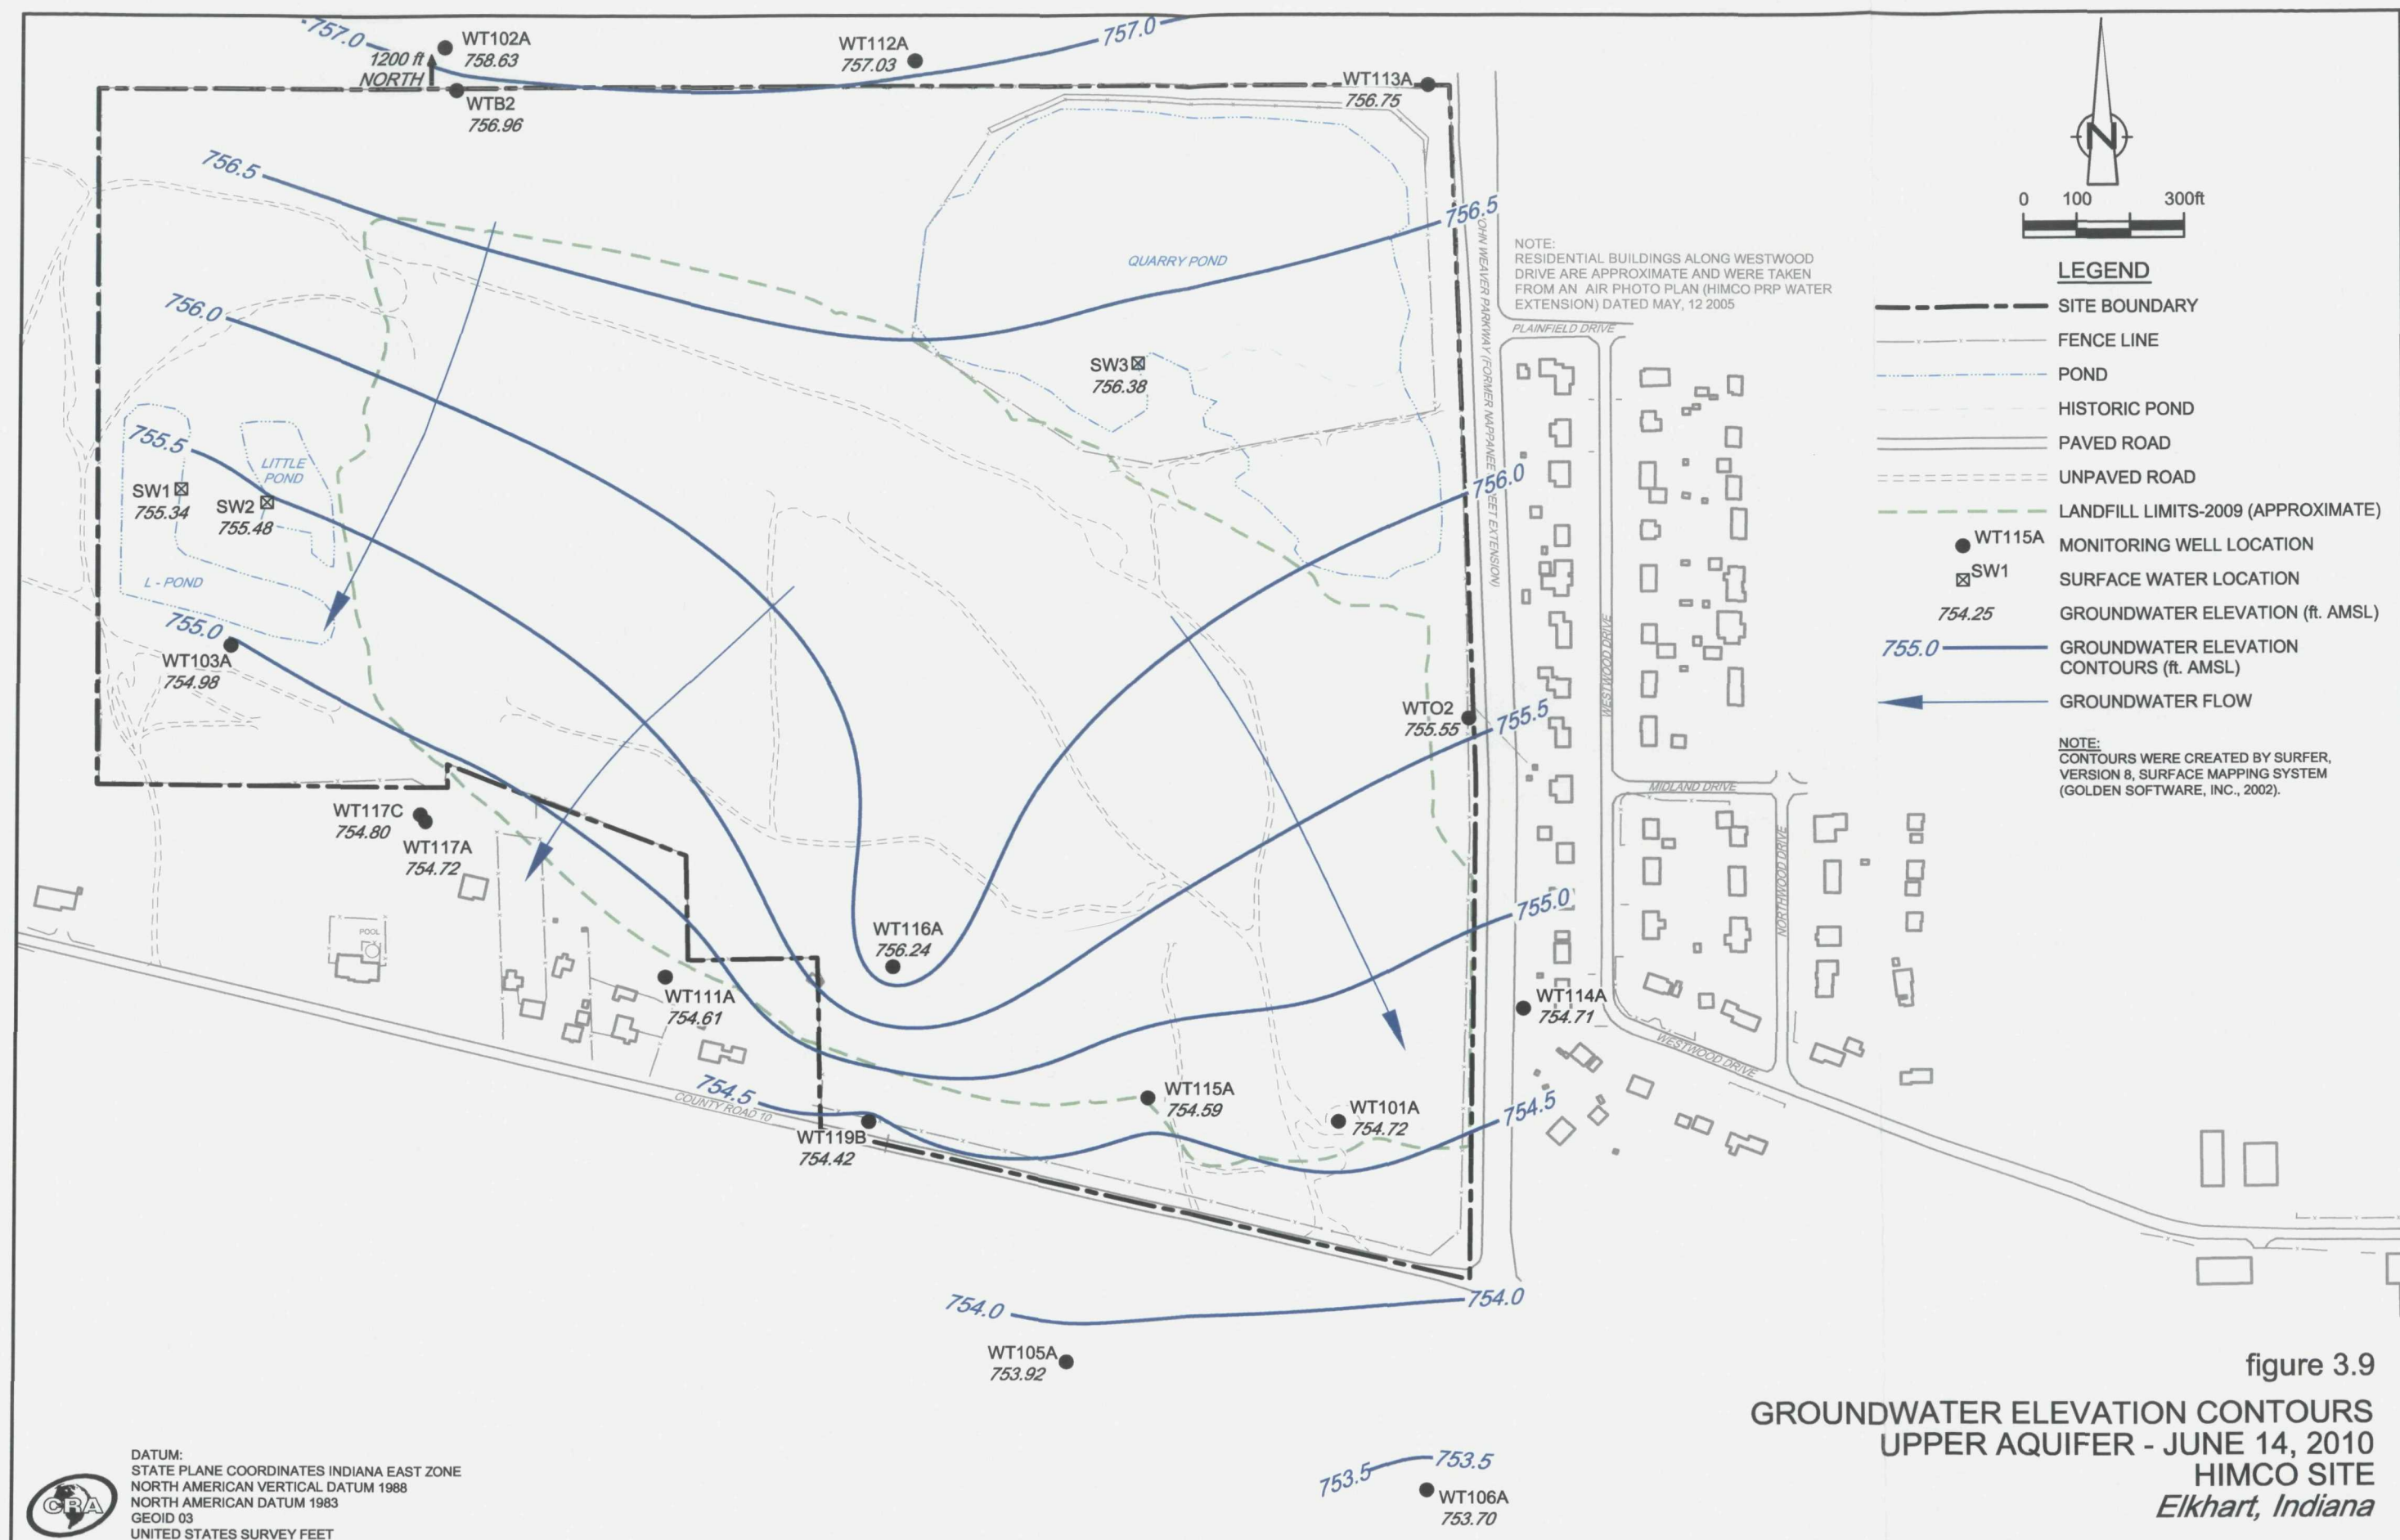 757.0
1200 ft
NORTH
WT102A
758.63
WTB2
756.96
WT112A
757.03
757.0
WT113A
756.75
756.5
756.5
QUARRY POND
NOTE:
RESIDENTIAL BUILDINGS ALONG WESTWOOD
DRIVE ARE APPROXIMATE AND WERE TAKEN
FROM AN AIR PHOTO PLAN (HIMCO PRP WATER
EXTENSION) DATED MAY, 12 2005
PLAINFIELD DRIVE
756.0
SW3
756.38
755.5
LITTLE
POND
SW1
755.34
SW2
755.48
756.0
L - POND
755.0
WT103A
754.98
WESTWOOD DRIVE
WTO2
755.55
755.5
MIDLAND DRIVE
NORTHWOOD DRIVE
WT117C
754.80
WT117A
754.72
POOL
755.0
WT116A
756.24
WT111A
754.61
WT114A
754.71
WESTWOOD DRIVE
754.5
COUNTY ROAD 10
WT115A
754.59
WT101A
754.72
754.5
WT119B
754.42
754.0
754.0
WT105A
753.92
753.5
753.5
WT106A
753.70
N
0 100 300ft
LEGEND
SITE BOUNDARY
FENCE LINE
POND
HISTORIC POND
PAVED ROAD
UNPAVED ROAD
LANDFILL LIMITS-2009 (APPROXIMATE)
WT115A MONITORING WELL LOCATION
SW1 SURFACE WATER LOCATION
754.25 GROUNDWATER ELEVATION (ft. AMSL)
755.0 GROUNDWATER ELEVATION
CONTOURS (ft. AMSL)
GROUNDWATER FLOW
NOTE:
CONTOURS WERE CREATED BY SURFER,
VERSION 8, SURFACE MAPPING SYSTEM
(GOLDEN SOFTWARE, INC., 2002).
figure 3.9
GROUNDWATER ELEVATION CONTOURS
UPPER AQUIFER - JUNE 14, 2010
HIMCO SITE
Elkhart, Indiana
CRA
DATUM:
STATE PLANE COORDINATES INDIANA EAST ZONE
NORTH AMERICAN VERTICAL DATUM 1988
NORTH AMERICAN DATUM 1983
GEOID 03
UNITED STATES SURVEY FEET